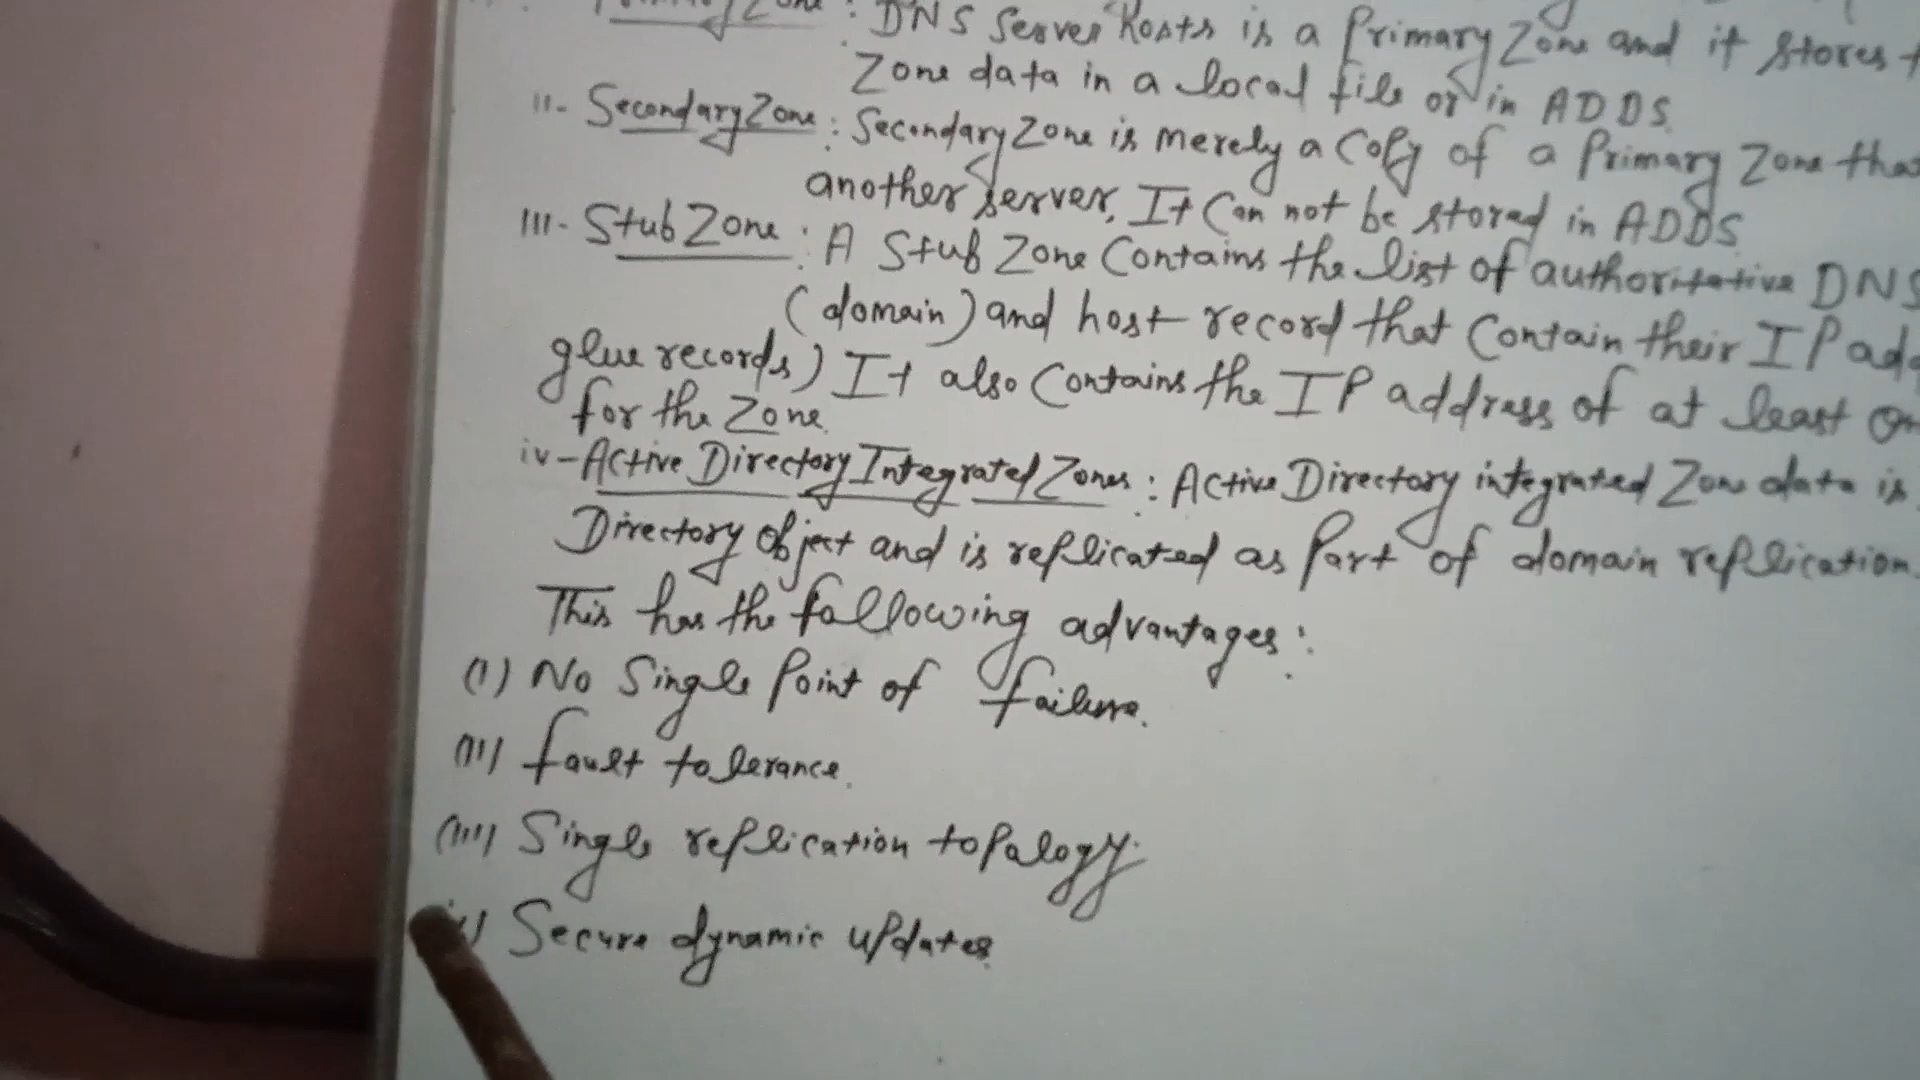 Zone : DNS Server Hosts is a Primary Zone and it stores
Zone data in a local file or in ADDS.
II- Secondary Zone : Secondary Zone is merely a Copy of a Primary Zone that
another server. It Can not be stored in ADDS
III- Stub Zone : A Stub Zone Contains the list of authoritative DNS
(domain) and host record that Contain their IP add
glue records) It also Contains the IP address of at least on
for the Zone.
iv- Active Directory Integrated Zones : Active Directory integrated Zone data is
Directory object and is replicated as Part of domain replication.
This has the following advantages:
(I) No Single Point of failure.
(II) fault tolerance.
(III) Single replication topalogy.
Secure dynamic updates.